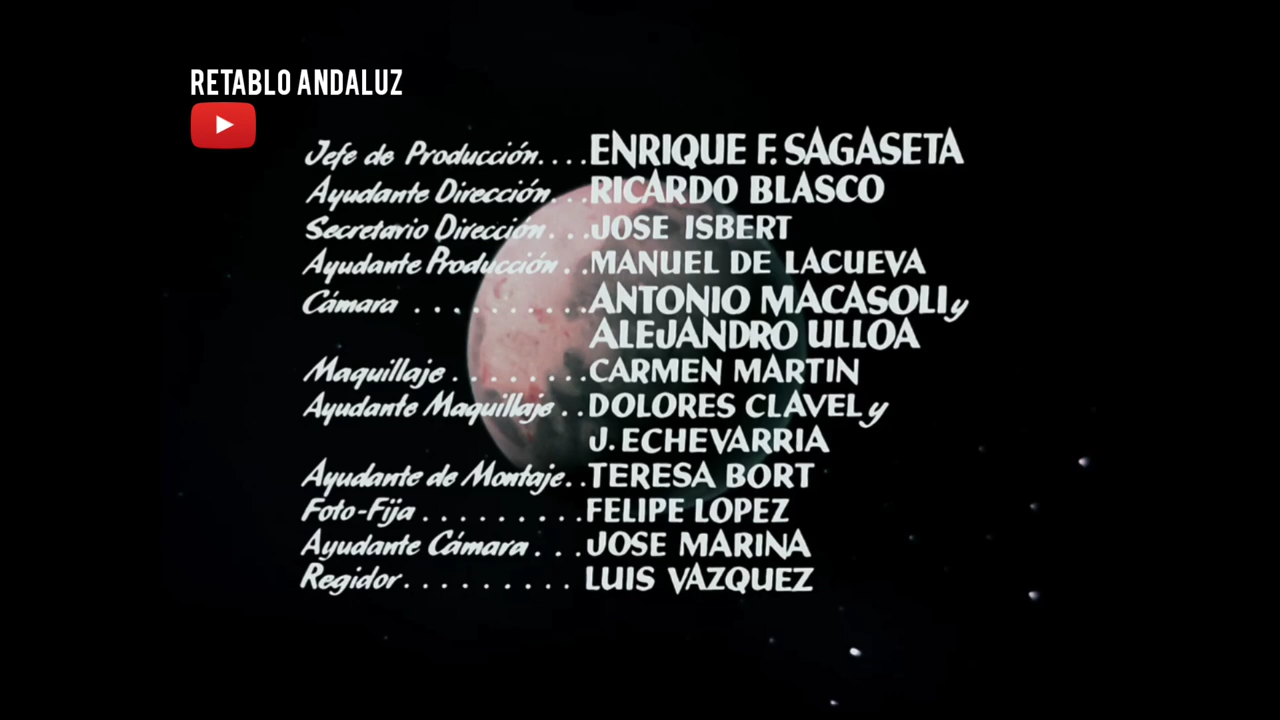 RETABLO ANDALUZ
Jefe de Producción....ENRIQUE F. SAGASETA
Ayudante Dirección...RICARDO BLASCO
Secretario Dirección...JOSE ISBERT
Ayudante Producción..MANUEL DE LACUEVA
Cámara ..........ANTONIO MACASOLI y
ALEJANDRO ULLOA
Maquillaje ........CARMEN MARTIN
Ayudante Maquillaje ..DOLORES CLAVEL y
J. ECHEVARRIA
Ayudante de Montaje..TERESA BORT
Foto-Fija .........FELIPE LOPEZ
Ayudante Cámara ...JOSE MARINA
Regidor......... LUIS VAZQUEZ